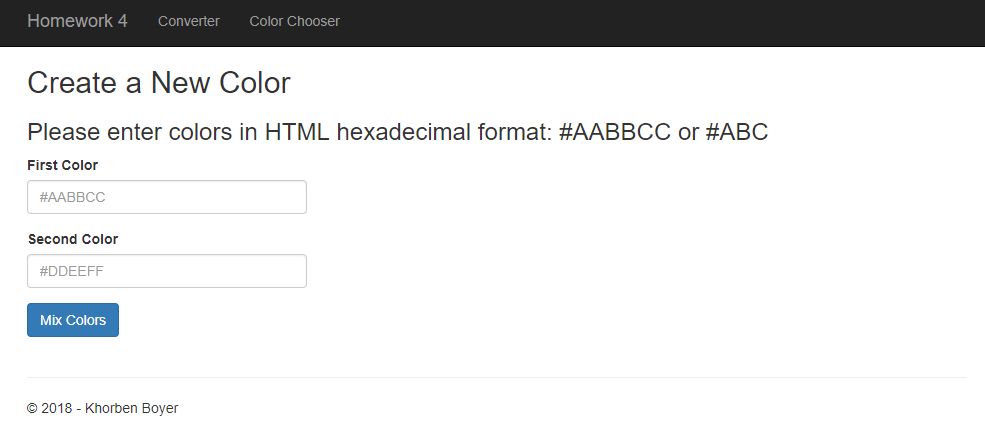 Homework 4 Converter Color Chooser
Create a New Color
Please enter colors in HTML hexadecimal format: #AABBCC or #ABC
First Color
#AABBCC
Second Color
#DDEEFF
Mix Colors
© 2018 - Khorben Boyer